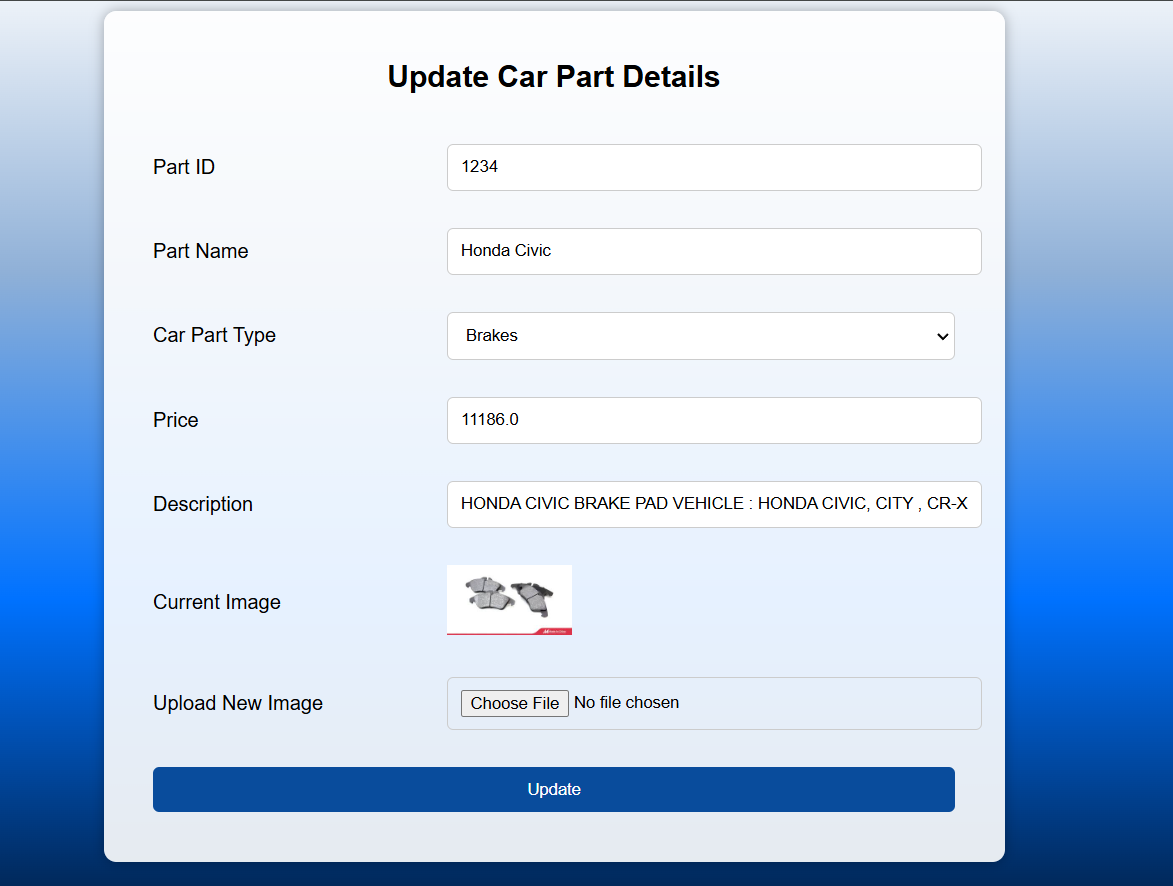 Update Car Part Details
Part ID 1234
Part Name Honda Civic
Car Part Type Brakes
Price 11186.0
Description HONDA CIVIC BRAKE PAD VEHICLE : HONDA CIVIC, CITY , CR-X
Current Image
Upload New Image Choose File No file chosen
Update